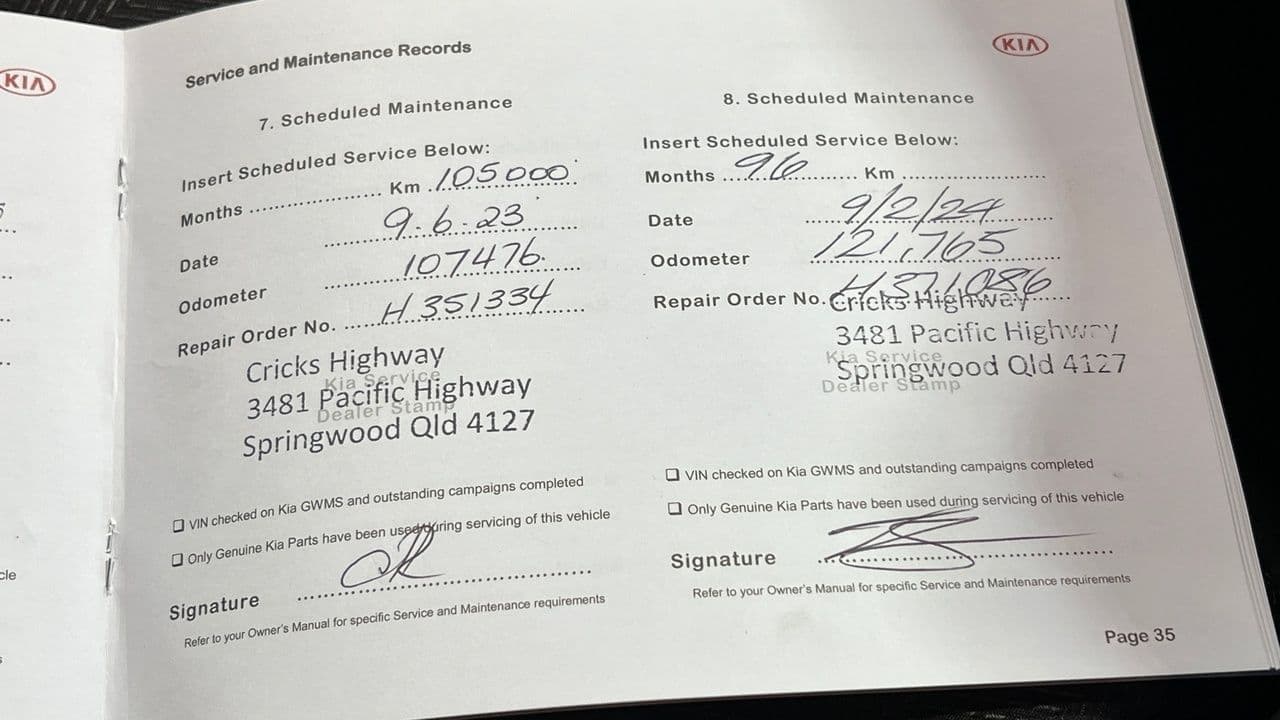 KIA
cle
Service and Maintenance Records
7. Scheduled Maintenance
Insert Scheduled Service Below:
Months .................... Km .105000
Date 9.6.23
Odometer 107476.
Repair Order No. H 351334
Cricks Highway
Kia Service
3481 Pacific Highway
Dealer Stamp
Springwood Qld 4127
❑ VIN checked on Kia GWMS and outstanding campaigns completed
❑ Only Genuine Kia Parts have been used during servicing of this vehicle
Signature
Refer to your Owner's Manual for specific Service and Maintenance requirements
KIA
8. Scheduled Maintenance
Insert Scheduled Service Below:
Months 96 Km ......................
Date 9/2/24
Odometer 121,765
Repair Order No. H371086
Cricks Highway
3481 Pacific Highway
Kia Service
Springwood Qld 4127
Dealer Stamp
❑ VIN checked on Kia GWMS and outstanding campaigns completed
❑ Only Genuine Kia Parts have been used during servicing of this vehicle
Signature
Refer to your Owner's Manual for specific Service and Maintenance requirements
Page 35